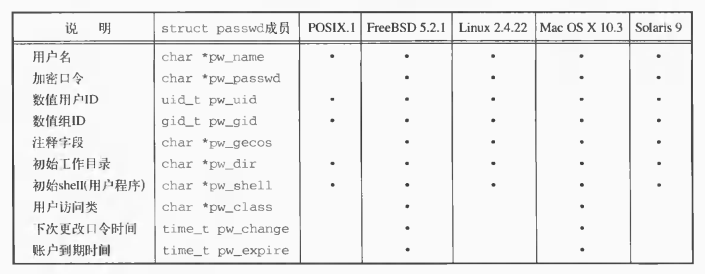 说 明 struct passwd成员 POSIX.1 FreeBSD 5.2.1 Linux 2.4.22 Mac OS X 10.3 Solaris 9
用户名 char *pw_name • • • • •
加密口令 char *pw_passwd • • • •
数值用户ID uid_t pw_uid • • • • •
数值组ID gid_t pw_gid • • • • •
注释字段 char *pw_gecos • • • •
初始工作目录 char *pw_dir • • • • •
初始shell(用户程序) char *pw_shell • • • • •
用户访问类 char *pw_class • •
下次更改口令时间 time_t pw_change • •
账户到期时间 time_t pw_expire • •